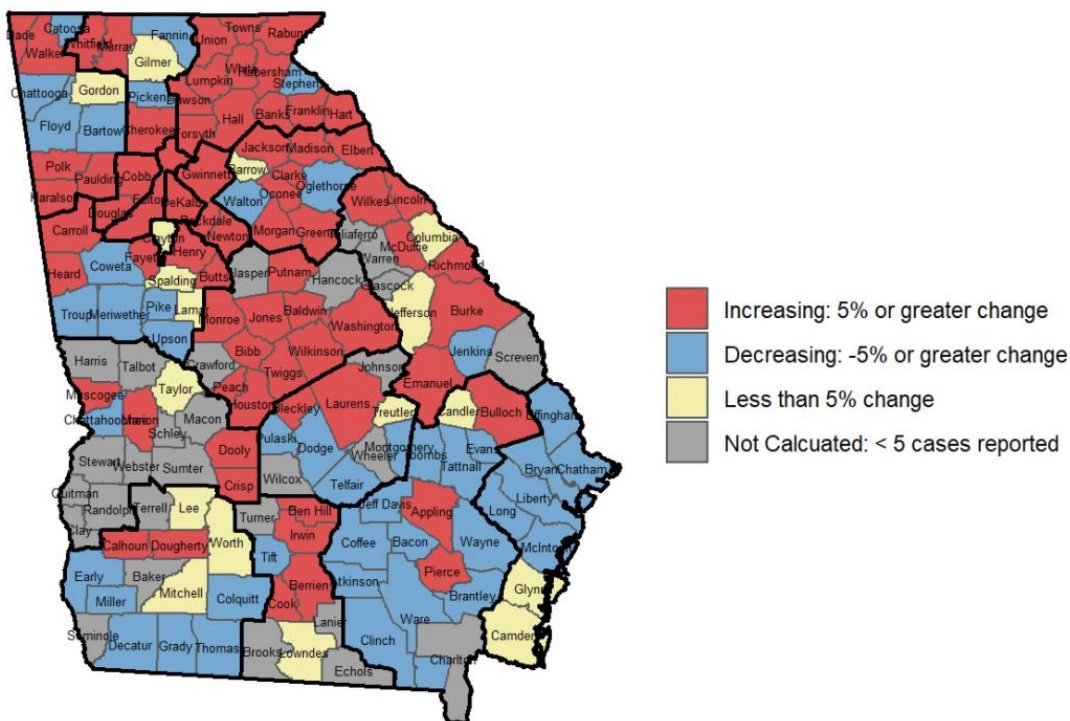 Catoosa
Fannin
Towns
Rabun
Dade
Whitfield
Murray
Union
Walker
Gilmer
White
Habersham
Lumpkin
Stephens
Chattooga
Gordon
Pickens
Dawson
Banks
Franklin
Hart
Floyd
Bartow
Cherokee
Forsyth
Hall
Jackson
Madison
Elbert
Polk
Paulding
Cobb
Gwinnett
Barrow
Clarke
Oglethorpe
Haralson
Fulton
DeKalb
Walton
Oconee
Wilkes
Lincoln
Douglas
Rockdale
Newton
Morgan
Greene
Taliaferro
McDuffie
Columbia
Carroll
Clayton
Henry
Warren
Richmond
Heard
Coweta
Fayette
Spalding
Butts
Jasper
Putnam
Hancock
Glascock
Troup
Meriwether
Pike
Lamar
Monroe
Jones
Baldwin
Washington
Jefferson
Burke
Upson
Bibb
Wilkinson
Jenkins
Screven
Harris
Talbot
Crawford
Twiggs
Johnson
Emanuel
Muscogee
Taylor
Peach
Houston
Bleckley
Laurens
Treutlen
Candler
Bulloch
Effingham
Chattahoochee
Marion
Macon
Schley
Pulaski
Dodge
Montgomery
Wheeler
Toombs
Evans
Stewart
Webster
Sumter
Dooly
Crisp
Wilcox
Telfair
Tattnall
Bryan
Chatham
Quitman
Randolph
Terrell
Lee
Turner
Ben Hill
Jeff Davis
Appling
Long
Liberty
Clay
Calhoun
Dougherty
Worth
Irwin
Tift
Coffee
Bacon
Wayne
McIntosh
Early
Baker
Mitchell
Colquitt
Cook
Berrien
Atkinson
Pierce
Brantley
Glynn
Miller
Lanier
Ware
Seminole
Decatur
Grady
Thomas
Brooks
Lowndes
Echols
Clinch
Charlton
Camden
Increasing: 5% or greater change
Decreasing: -5% or greater change
Less than 5% change
Not Calcuated: < 5 cases reported